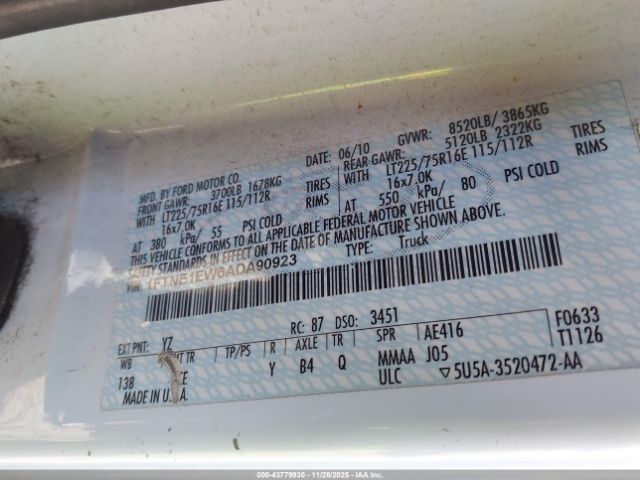 MFD. BY FORD MOTOR CO.
DATE: 06/10 GVWR: 8520LB/ 3865KG
FRONT GAWR: 3700LB 1678KG
REAR GAWR: 5120LB 2322KG
WITH LT225/75R16E 115/112R TIRES
WITH LT225/75R16E 115/112R TIRES
16x7.0K RIMS
16x7.0K RIMS
AT 380 kPa/ 55 PSI COLD
AT 550 kPa/ 80 PSI COLD
THIS VEHICLE CONFORMS TO ALL APPLICABLE FEDERAL MOTOR VEHICLE
SAFETY STANDARDS IN EFFECT ON THE DATE OF MANUFACTURE SHOWN ABOVE.
VIN: 1FTNE1EW6ADA90923 TYPE: Truck
EXT PNT: YZ RC: 87 DSO: 3451
WB INT TR TP/PS R AXLE TR SPR AE416 F0633
138 Y B4 Q MMAA J05 T1126
MADE IN U.S.A. ULC ▽5U5A-3520472-AA
000-43779930 - 11/28/2025 - IAAI, Inc.